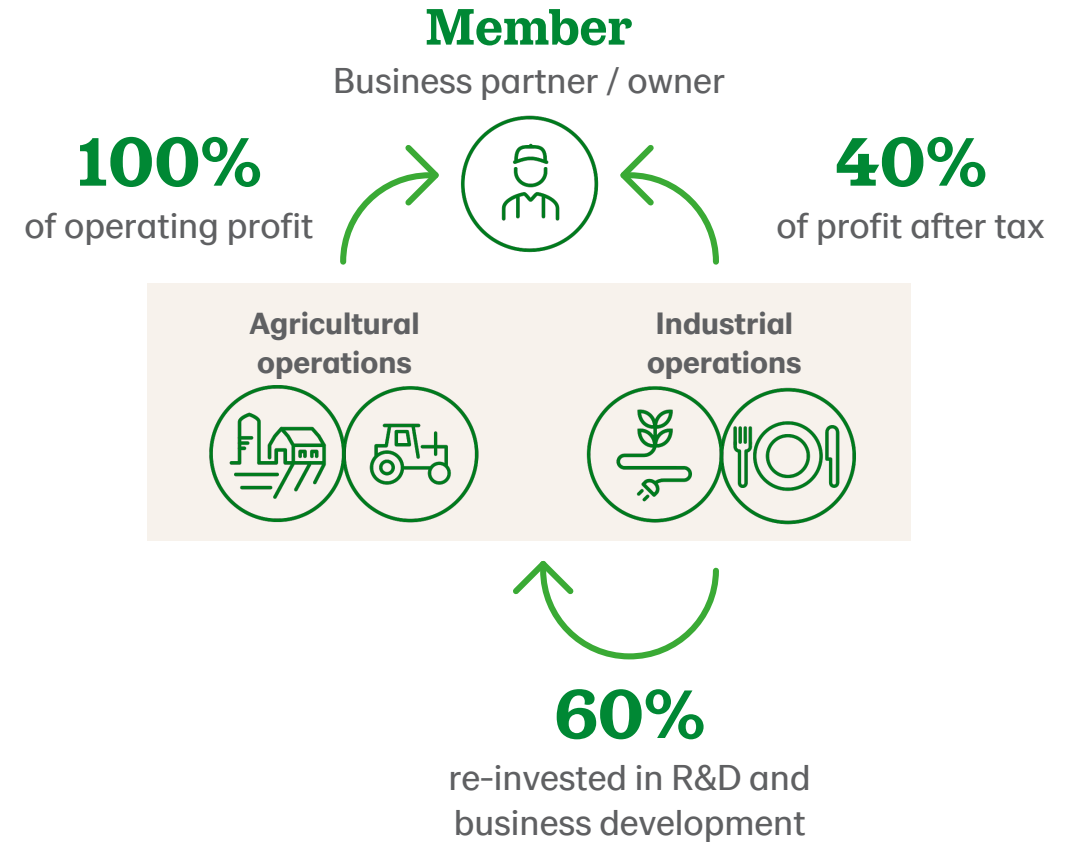 Member
Business partner / owner
100%
of operating profit
40%
of profit after tax
Agricultural
operations
Industrial
operations
60%
re-invested in R&D and
business development